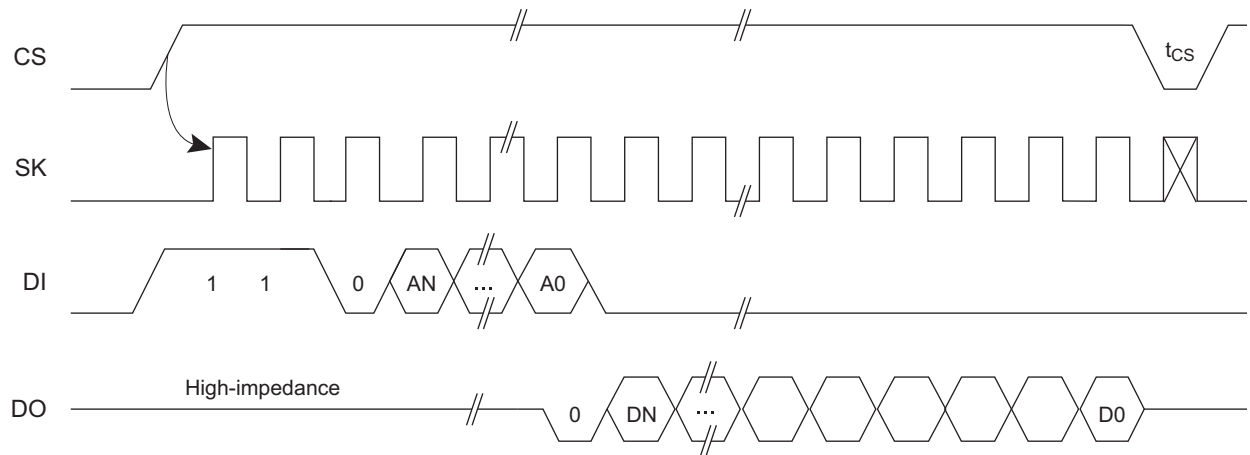 CS
tCS
SK
DI
1 1 0 AN ... A0
High-impedance
DO
0 DN ... D0